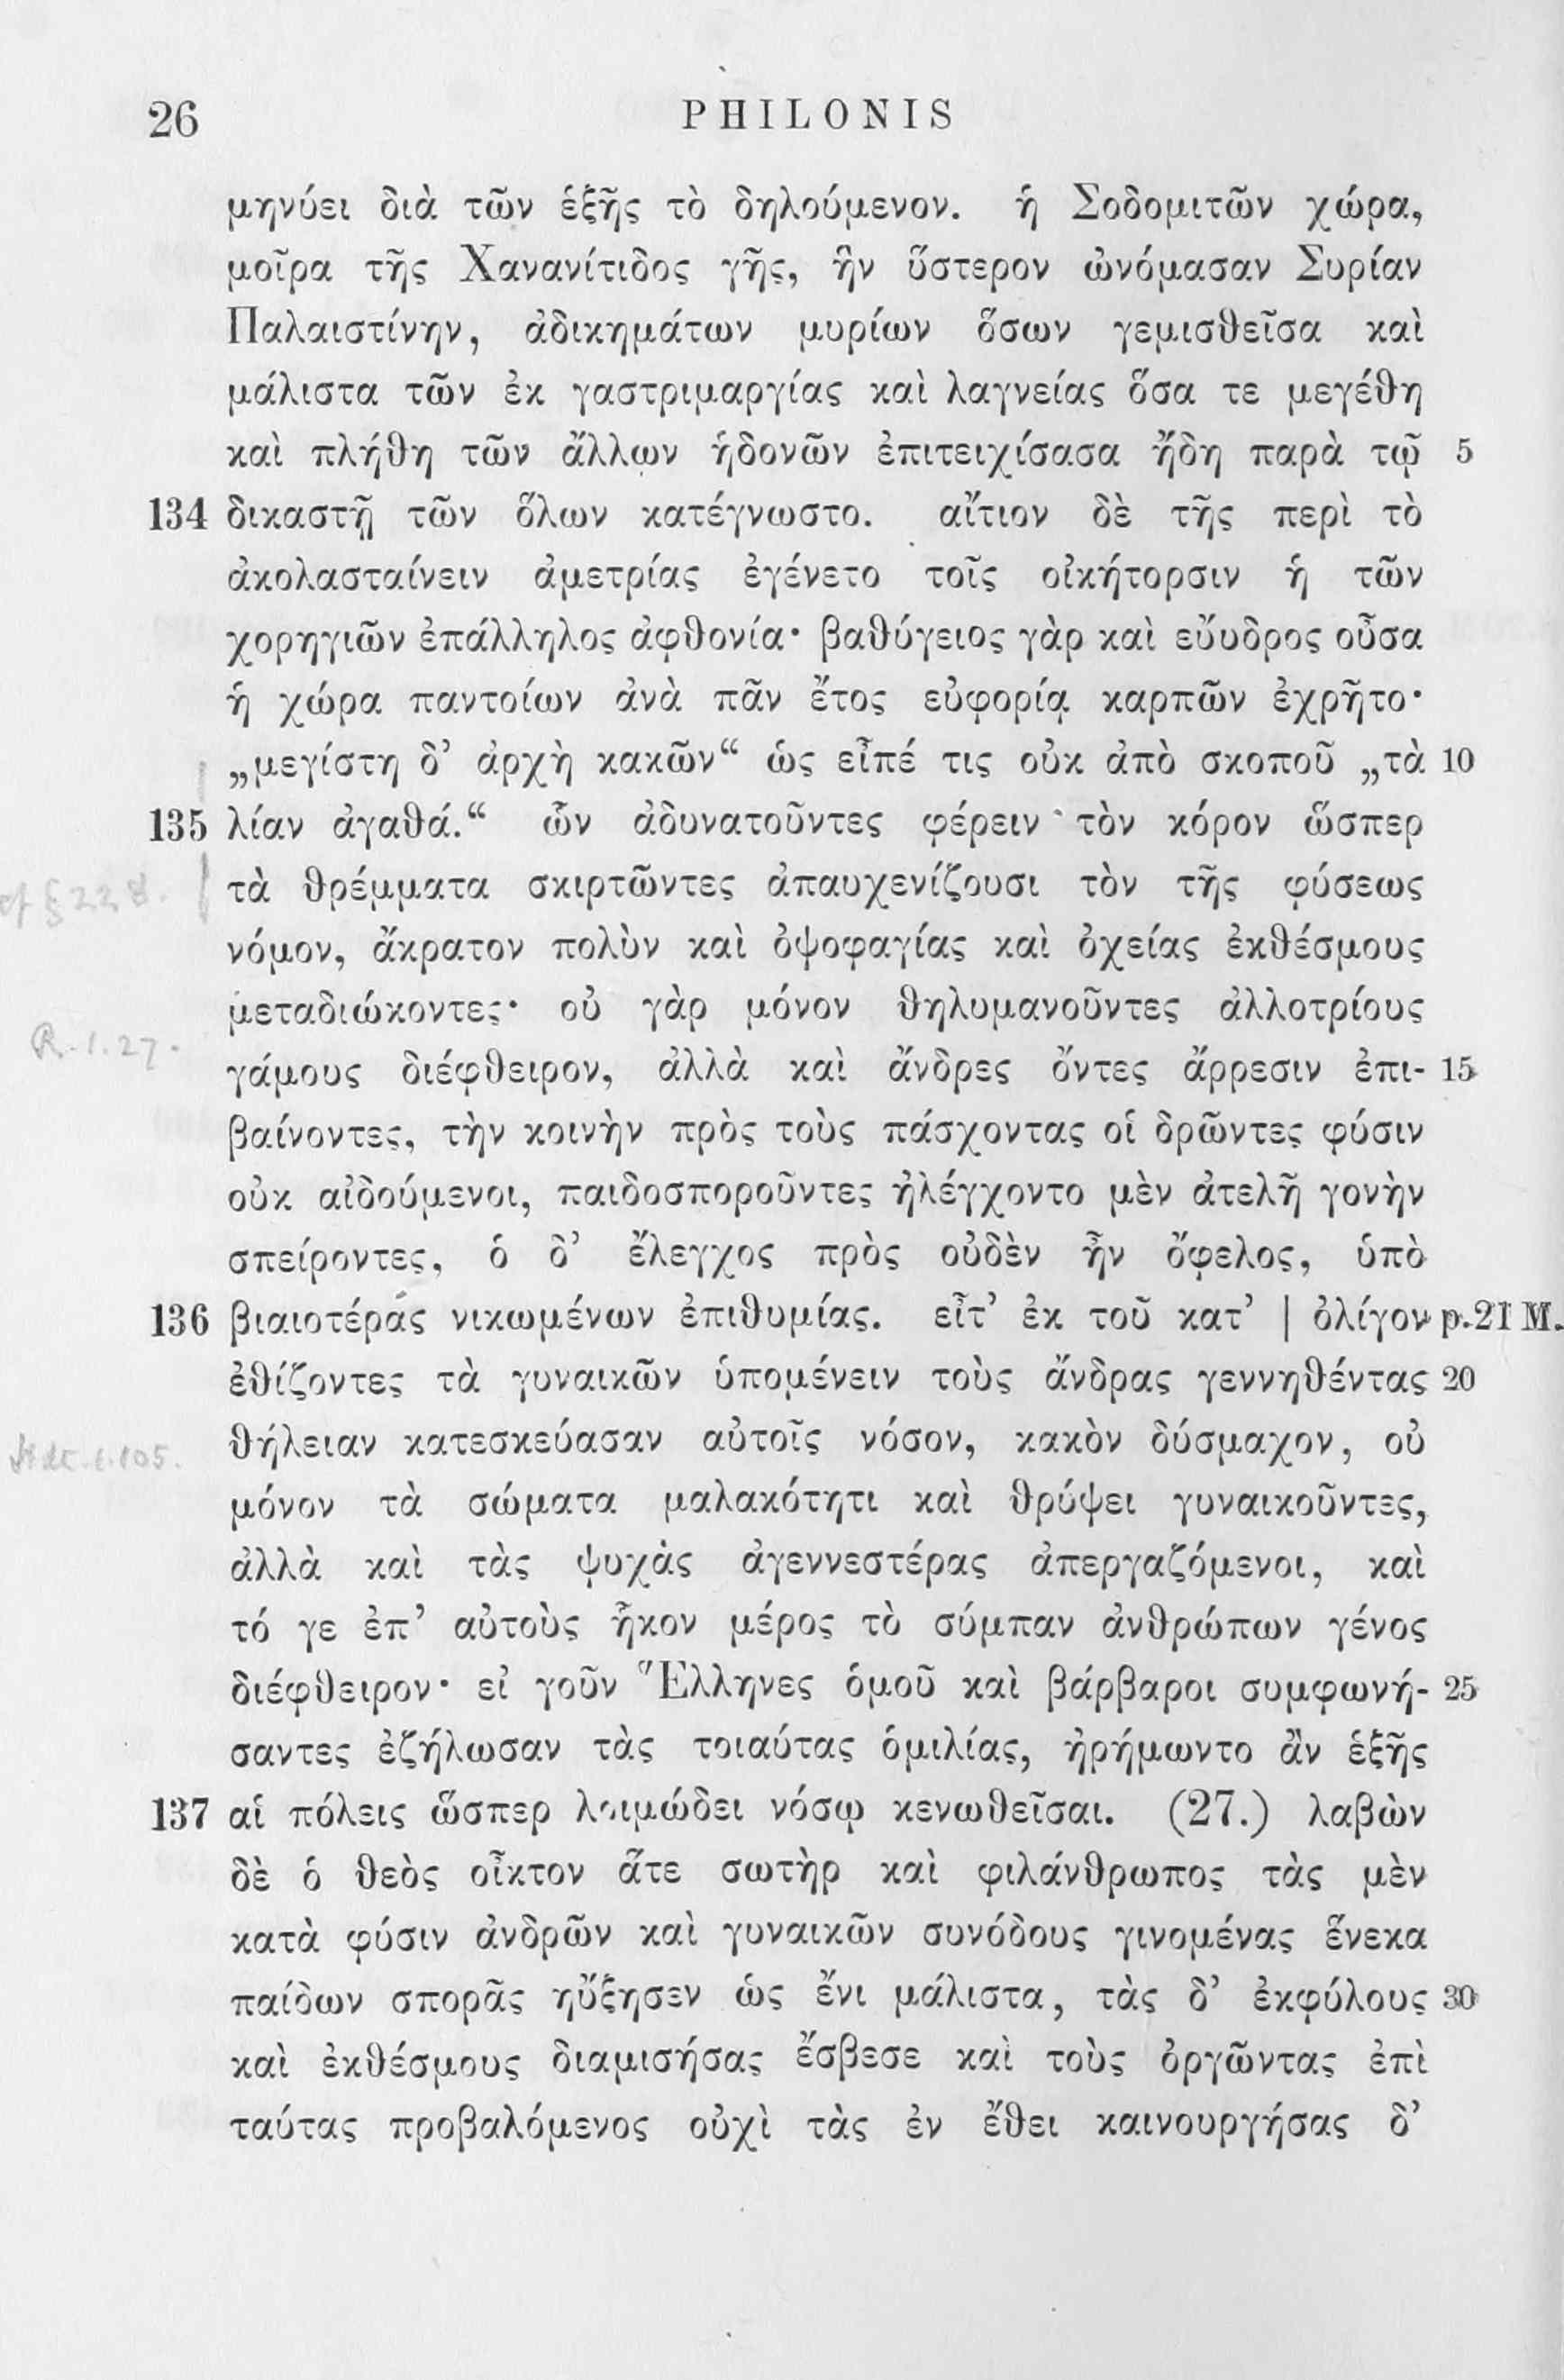 26 PHILONIS
μηνύει διὰ τῶν ἑξῆς τὸ δηλούμενον. ἡ Σοδομιτῶν χώρα,
μοῖρα τῆς Χανανίτιδος γῆς, ἣν ὕστερον ὠνόμασαν Συρίαν
Παλαιστίνην, ἀδικημάτων μυρίων ὅσων γεμισθεῖσα καὶ
μάλιστα τῶν ἐκ γαστριμαργίας καὶ λαγνείας ὅσα τε μεγέθη
καὶ πλήθη τῶν ἄλλων ἡδονῶν ἐπιτειχίσασα ἤδη παρὰ τῷ 5
134 δικαστῇ τῶν ὅλων κατέγνωστο. αἴτιον δὲ τῆς περὶ τὸ
ἀκολασταίνειν ἀμετρίας ἐγένετο τοῖς οἰκήτορσιν ἡ τῶν
χορηγιῶν ἐπάλληλος ἀφθονία· βαθύγειος γὰρ καὶ εὔυδρος οὖσα
ἡ χώρα παντοίων ἀνὰ πᾶν ἔτος εὐφορίᾳ καρπῶν ἐχρῆτο·
„μεγίστη δ’ ἀρχὴ κακῶν“ ὡς εἶπέ τις οὐκ ἀπὸ σκοποῦ „τὰ 10
135 λίαν ἀγαθά.“ ὧν ἀδυνατοῦντες φέρειν τὸν κόρον ὥσπερ
cf § 228. τὰ θρέμματα σκιρτῶντες ἀπαυχενίζουσι τὸν τῆς φύσεως
νόμον, ἄκρατον πολὺν καὶ ὀψοφαγίας καὶ ὀχείας ἐκθέσμους
μεταδιώκοντες· οὐ γὰρ μόνον θηλυμανοῦντες ἀλλοτρίους
R. 1. 27. γάμους διέφθειρον, ἀλλὰ καὶ ἄνδρες ὄντες ἄρρεσιν ἐπι- 15
βαίνοντες, τὴν κοινὴν πρὸς τοὺς πάσχοντας οἱ δρῶντες φύσιν
οὐκ αἰδούμενοι, παιδοσποροῦντες ἠλέγχοντο μὲν ἀτελῆ γονὴν
σπείροντες, ὁ δ’ ἔλεγχος πρὸς οὐδὲν ἦν ὄφελος, ὑπὸ
136 βιαιοτέρας νικωμένων ἐπιθυμίας. εἶτ’ ἐκ τοῦ κατ’ | ὀλίγον p. 21 M.
ἐθίζοντες τὰ γυναικῶν ὑπομένειν τοὺς ἄνδρας γεννηθέντας 20
Hdt. 1. 105. θήλειαν κατεσκεύασαν αὐτοῖς νόσον, κακὸν δύσμαχον, οὐ
μόνον τὰ σώματα μαλακότητι καὶ θρύψει γυναικοῦντες,
ἀλλὰ καὶ τὰς ψυχὰς ἀγεννεστέρας ἀπεργαζόμενοι, καὶ
τό γε ἐπ’ αὐτοὺς ἧκον μέρος τὸ σύμπαν ἀνθρώπων γένος
διέφθειρον· εἰ γοῦν Ἕλληνες ὁμοῦ καὶ βάρβαροι συμφωνή- 25
σαντες ἐζήλωσαν τὰς τοιαύτας ὁμιλίας, ἠρήμωντο ἂν ἑξῆς
137 αἱ πόλεις ὥσπερ λοιμώδει νόσῳ κενωθεῖσαι. (27.) λαβὼν
δὲ ὁ θεὸς οἶκτον ἅτε σωτὴρ καὶ φιλάνθρωπος τὰς μὲν
κατὰ φύσιν ἀνδρῶν καὶ γυναικῶν συνόδους γινομένας ἕνεκα
παίδων σπορᾶς ηὔξησεν ὡς ἔνι μάλιστα, τὰς δ’ ἐκφύλους 30
καὶ ἐκθέσμους διαμισήσας ἔσβεσε καὶ τοὺς ὀργῶντας ἐπὶ
ταύτας προβαλόμενος οὐχὶ τὰς ἐν ἔθει καινουργήσας δ’